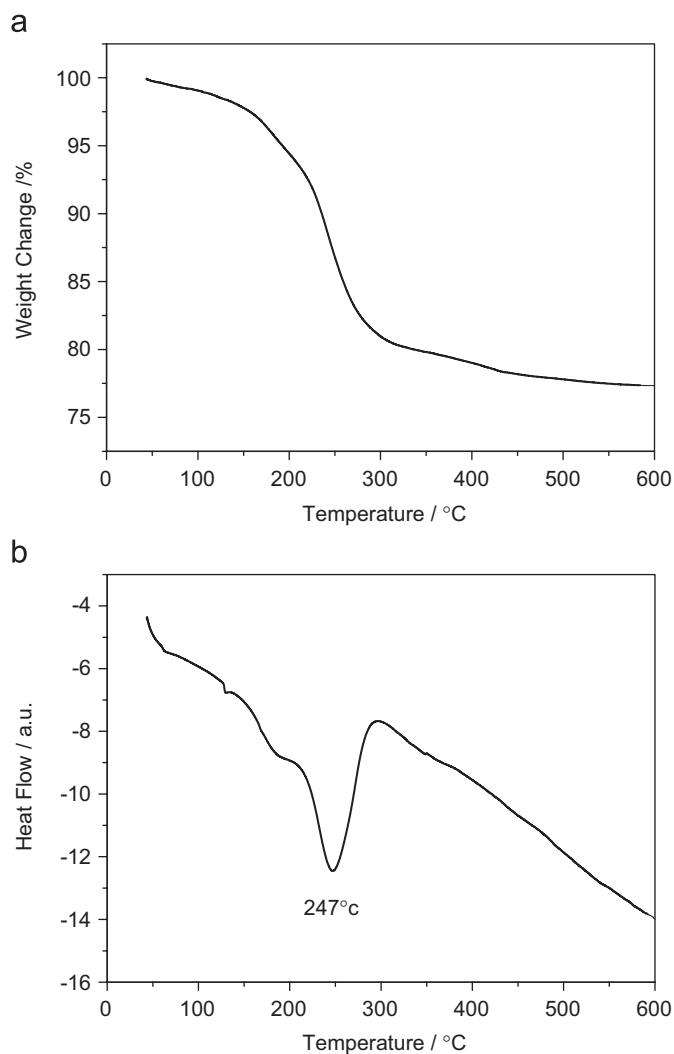 a
100
95
90
85
80
75
Weight Change /%
0 100 200 300 400 500 600
Temperature / °C
b
-4
-6
-8
-10
-12
-14
-16
Heat Flow / a.u.
247°c
0 100 200 300 400 500 600
Temperature / °C